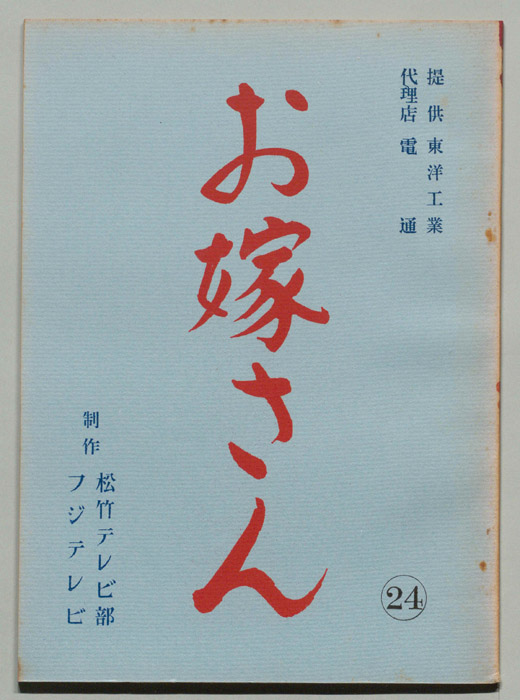 提供 東洋工業
代理店 電通
お嫁さん
制作 松竹テレビ部
フジテレビ
24